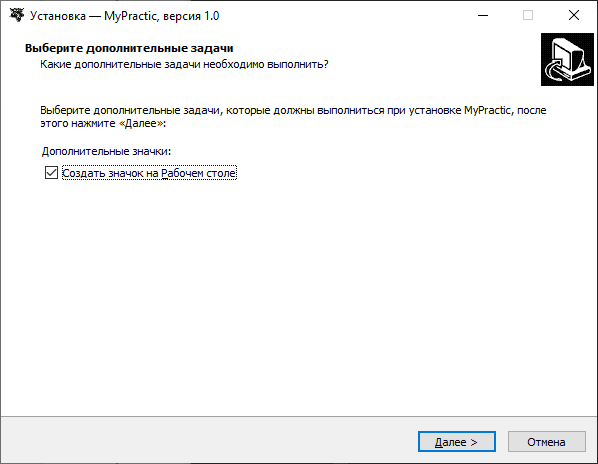 Установка — MyPractic, версия 1.0
Выберите дополнительные задачи
Какие дополнительные задачи необходимо выполнить?
Выберите дополнительные задачи, которые должны выполниться при установке MyPractic, после
этого нажмите «Далее»:
Дополнительные значки:
Создать значок на Рабочем столе
Далее >
Отмена